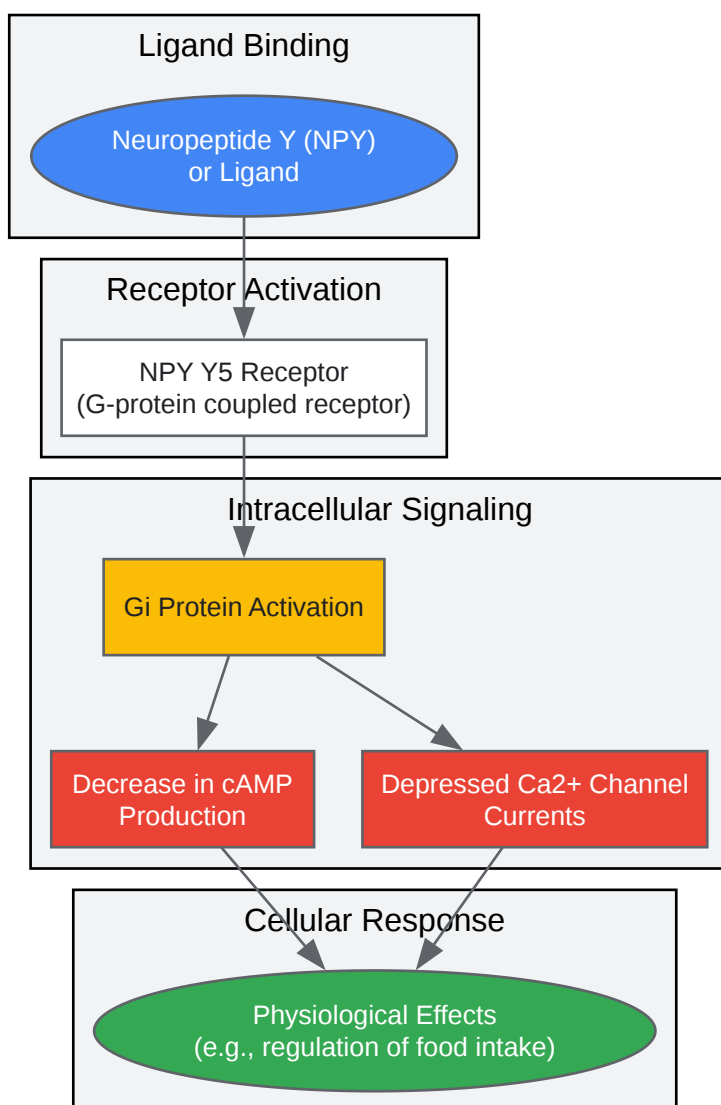 Ligand Binding
Neuropeptide Y (NPY)
or Ligand
Receptor Activation
NPY Y5 Receptor
(G-protein coupled receptor)
Intracellular Signaling
Gi Protein Activation
Decrease in cAMP
Production
Depressed Ca2+ Channel
Currents
Cellular Response
Physiological Effects
(e.g., regulation of food intake)